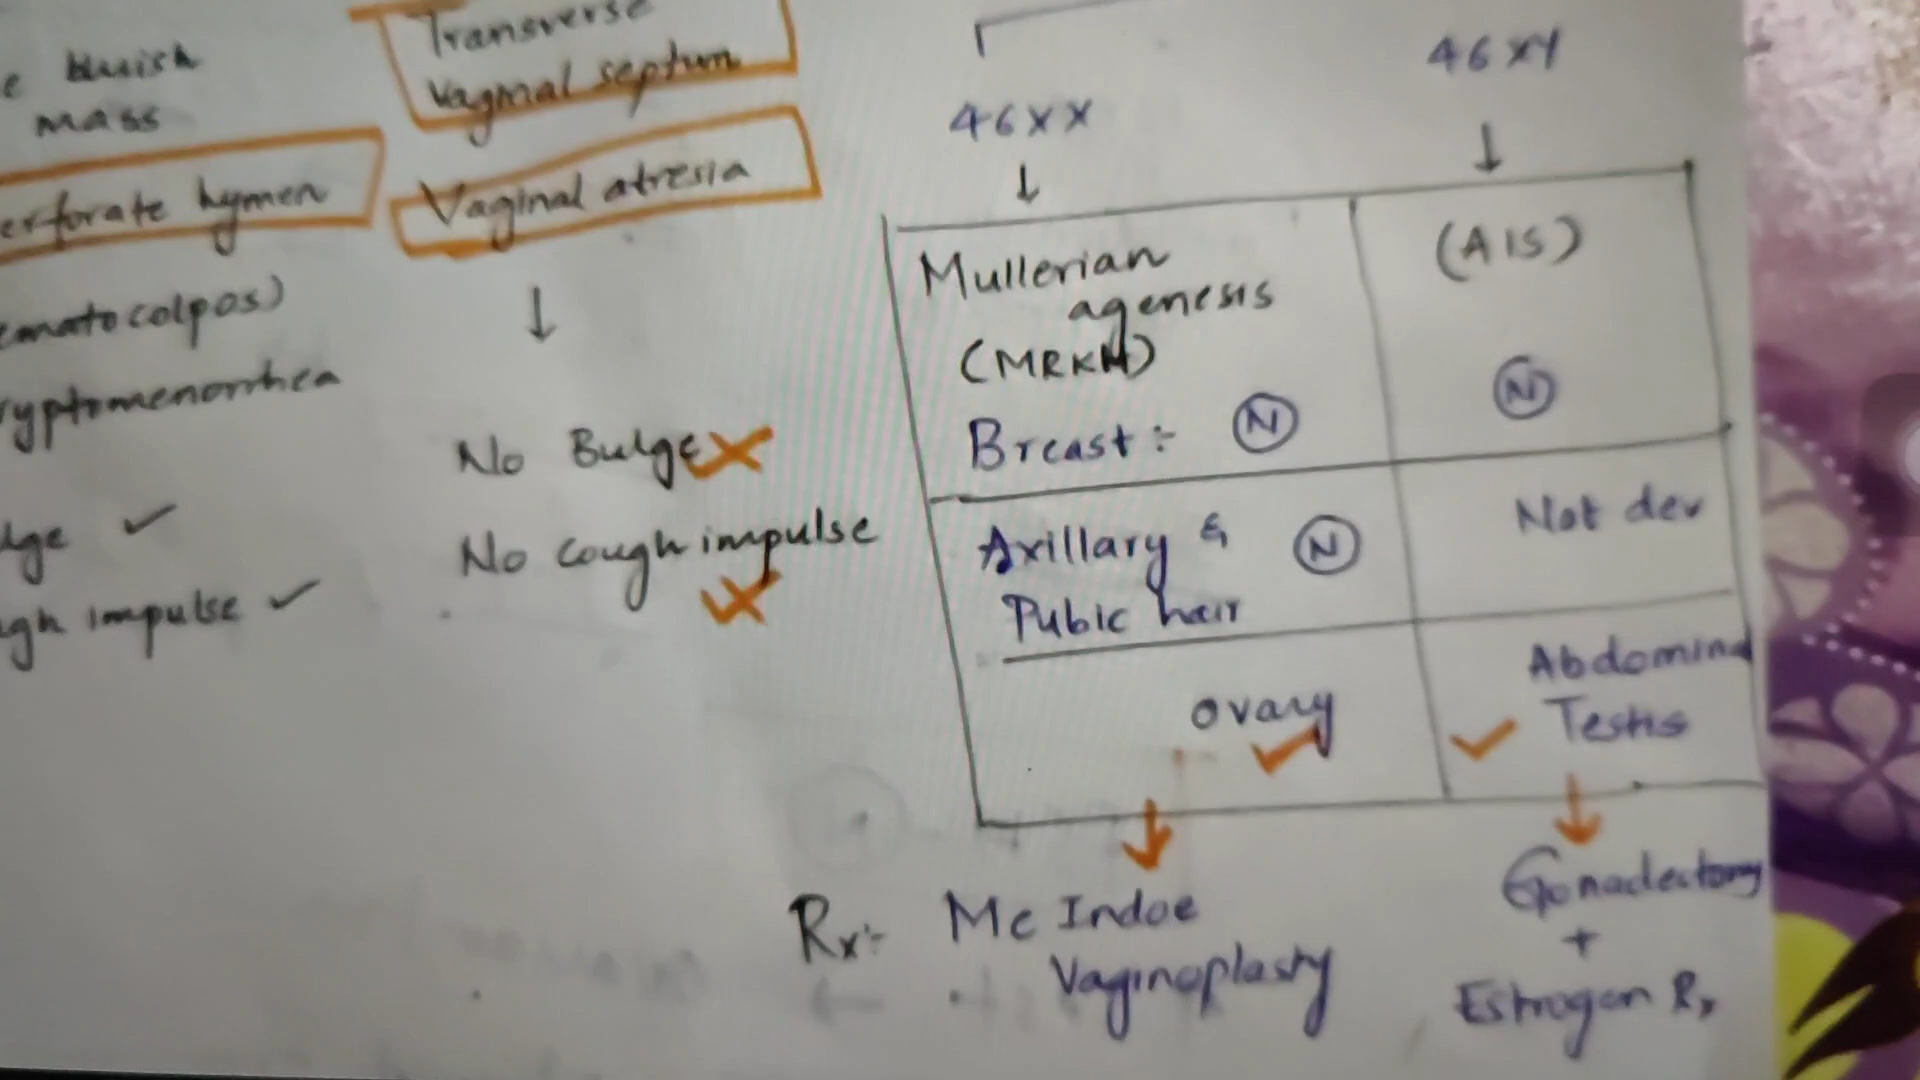 Transverse
Vaginal septum
e bluish
mass
erforate hymen
Vaginal atresia
↓
ematocolpos)
ryptomenorrhea
No Bulge ✗
No cough impulse
✗
lge ✓
ugh impulse ✓
46XX
↓
46XY
↓
Mullerian
agenesis
(MRKH)
(AIS)
Breast:- N
N
Axillary &
Pubic hair
N
Not dev
Ovary ✓
✓ Abdominal
Testis
↓
↓
Rx:- Mc Indoe
Vaginoplasty
Gonadectomy
+
Estrogen Rx